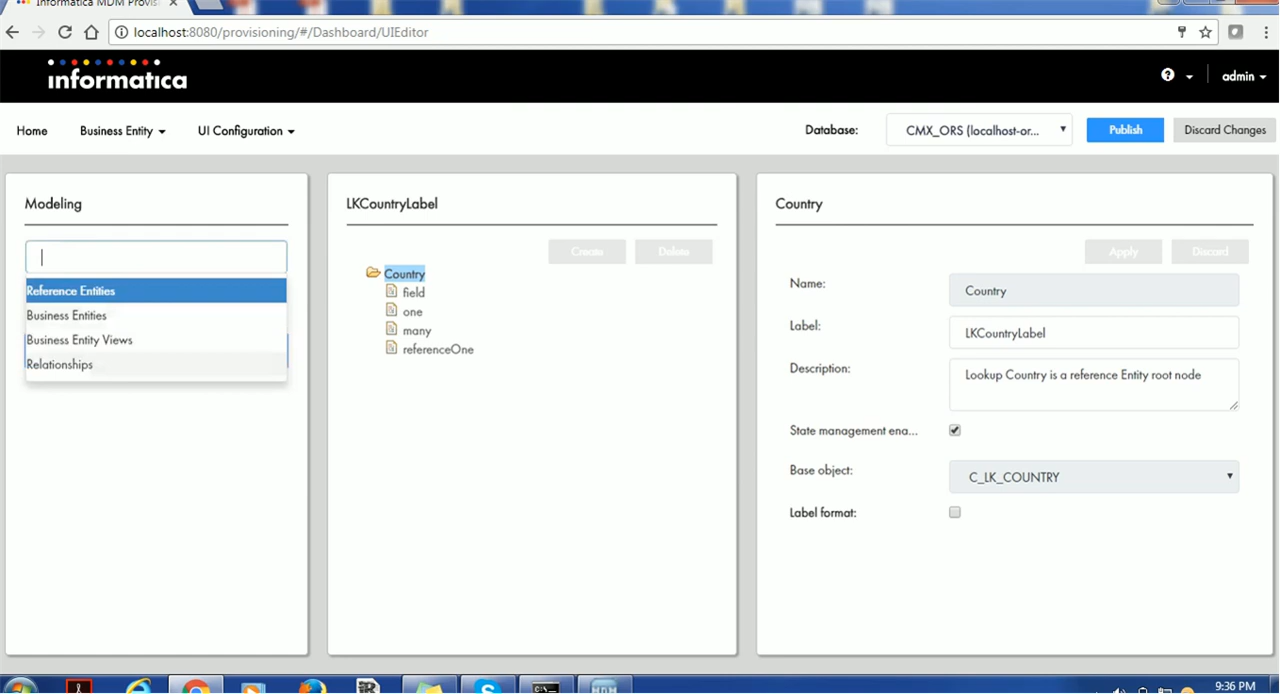 Informatica MDM Provis
localhost:8080/provisioning/#/Dashboard/UIEditor
informatica
admin
Home
Business Entity
UI Configuration
Database:
CMX_ORS (localhost-or...
Publish
Discard Changes
Modeling
Reference Entities
Business Entities
Business Entity Views
Relationships
LKCountryLabel
Create
Delete
Country
field
one
many
referenceOne
Country
Apply
Discard
Name:
Country
Label:
LKCountryLabel
Description:
Lookup Country is a reference Entity root node
State management ena...
Base object:
C_LK_COUNTRY
Label format:
9:36 PM